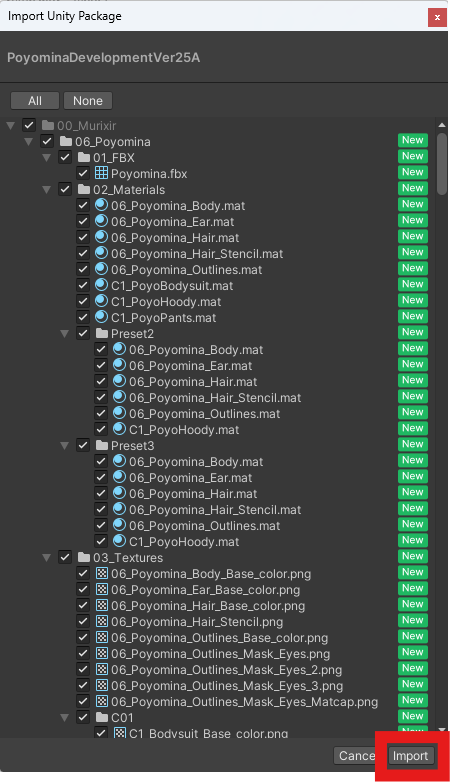 Import Unity Package
x
PoyominaDevelopmentVer25A
All None
00_Murixir
06_Poyomina New
01_FBX New
Poyomina.fbx New
02_Materials New
06_Poyomina_Body.mat New
06_Poyomina_Ear.mat New
06_Poyomina_Hair.mat New
06_Poyomina_Hair_Stencil.mat New
06_Poyomina_Outlines.mat New
C1_PoyoBodysuit.mat New
C1_PoyoHoody.mat New
C1_PoyoPants.mat New
Preset2 New
06_Poyomina_Body.mat New
06_Poyomina_Ear.mat New
06_Poyomina_Hair.mat New
06_Poyomina_Hair_Stencil.mat New
06_Poyomina_Outlines.mat New
C1_PoyoHoody.mat New
Preset3 New
06_Poyomina_Body.mat New
06_Poyomina_Ear.mat New
06_Poyomina_Hair.mat New
06_Poyomina_Hair_Stencil.mat New
06_Poyomina_Outlines.mat New
C1_PoyoHoody.mat New
03_Textures New
06_Poyomina_Body_Base_color.png New
06_Poyomina_Ear_Base_color.png New
06_Poyomina_Hair_Base_color.png New
06_Poyomina_Hair_Stencil.png New
06_Poyomina_Outlines_Base_color.png New
06_Poyomina_Outlines_Mask_Eyes.png New
06_Poyomina_Outlines_Mask_Eyes_2.png New
06_Poyomina_Outlines_Mask_Eyes_3.png New
06_Poyomina_Outlines_Mask_Eyes_Matcap.png New
C01 New
C1_Bodysuit_Base_color.png
Cance Import